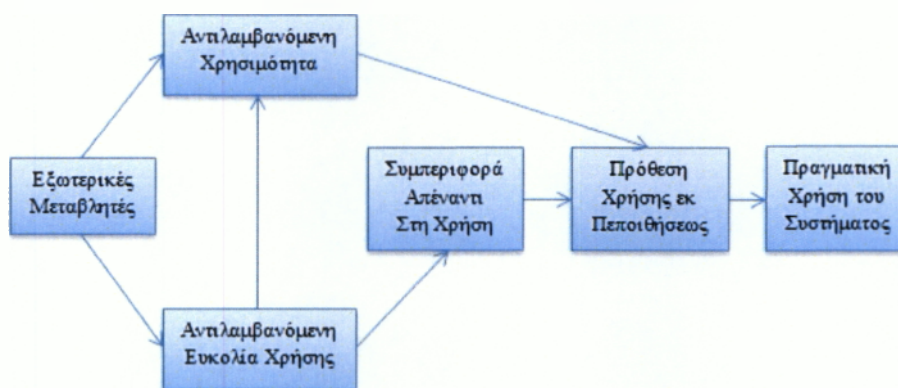 Αντιλαμβανόμενη
Χρησιμότητα
Εξωτερικές
Μεταβλητές
Συμπεριφορά
Απέναντι
Στη Χρήση
Πρόθεση
Χρήσης εκ
Πεποιθήσεως
Πραγματική
Χρήση του
Συστήματος
Αντιλαμβανόμενη
Ευκολία Χρήσης